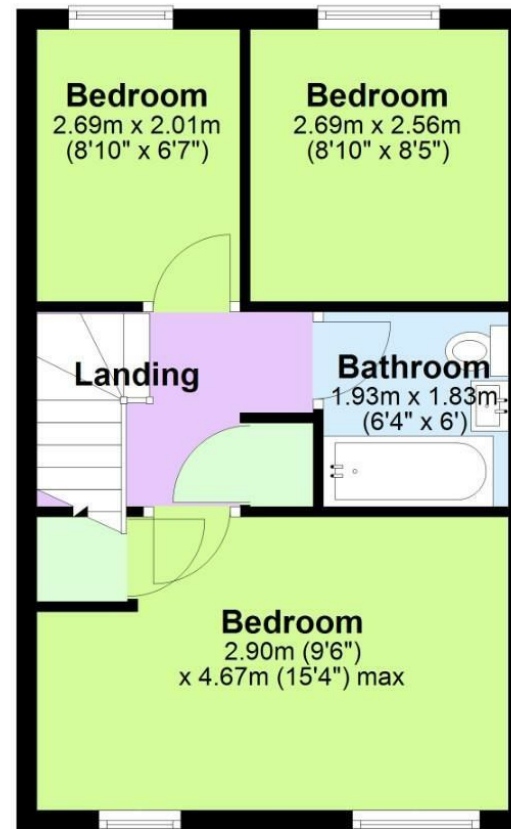 Bedroom
2.69m x 2.01m
(8'10" x 6'7")
Bedroom
2.69m x 2.56m
(8'10" x 8'5")
Landing
Bathroom
1.93m x 1.83m
(6'4" x 6')
Bedroom
2.90m (9'6")
x 4.67m (15'4") max